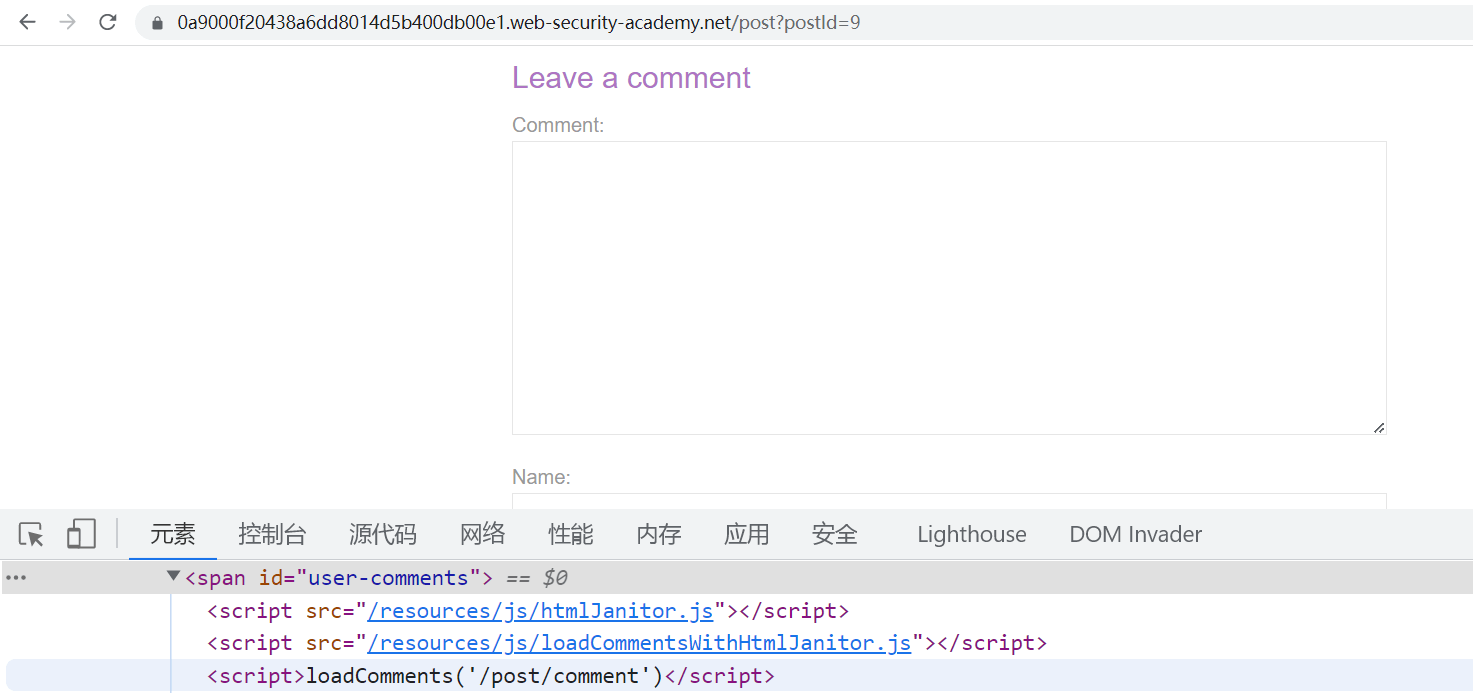 0a9000f20438a6dd8014d5b400db00e1.web-security-academy.net/post?postId=9
Leave a comment
Comment:
Name:
元素 控制台 源代码 网络 性能 内存 应用 安全 Lighthouse DOM Invader
<span id="user-comments"> == $0
<script src="/resources/js/htmlJanitor.js"></script>
<script src="/resources/js/loadCommentsWithHtmlJanitor.js"></script>
<script>loadComments('/post/comment')</script>